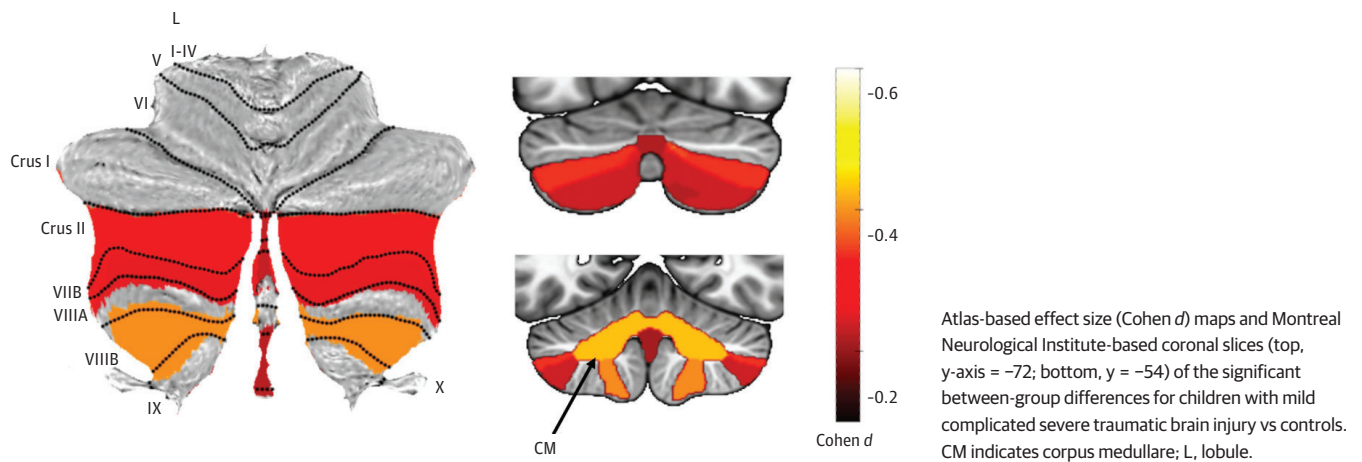 L
I-IV
V
VI
Crus I
Crus II
VIIB
VIIIA
VIIIB
IX
X
CM
-0.6
-0.4
-0.2
Cohen d
Atlas-based effect size (Cohen d) maps and Montreal
Neurological Institute-based coronal slices (top,
y-axis = −72; bottom, y = −54) of the significant
between-group differences for children with mild
complicated severe traumatic brain injury vs controls.
CM indicates corpus medullare; L, lobule.